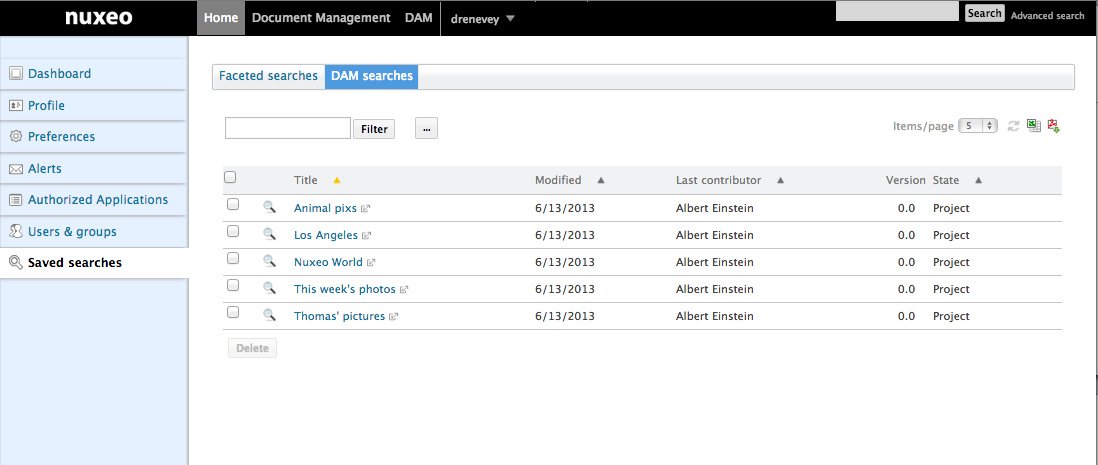 nuxeo Home Document Management DAM drenevey Search Advanced search
Dashboard
Profile
Preferences
Alerts
Authorized Applications
Users & groups
Saved searches
Faceted searches DAM searches
Filter ... Items/page 5
Title Modified Last contributor Version State
Animal pixs 6/13/2013 Albert Einstein 0.0 Project
Los Angeles 6/13/2013 Albert Einstein 0.0 Project
Nuxeo World 6/13/2013 Albert Einstein 0.0 Project
This week's photos 6/13/2013 Albert Einstein 0.0 Project
Thomas' pictures 6/13/2013 Albert Einstein 0.0 Project
Delete